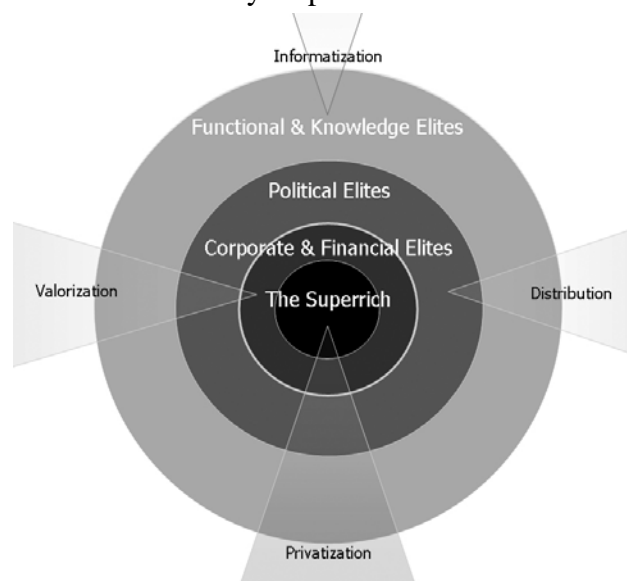 Informatization
Functional & Knowledge Elites
Political Elites
Corporate & Financial Elites
The Superrich
Valorization
Distribution
Privatization